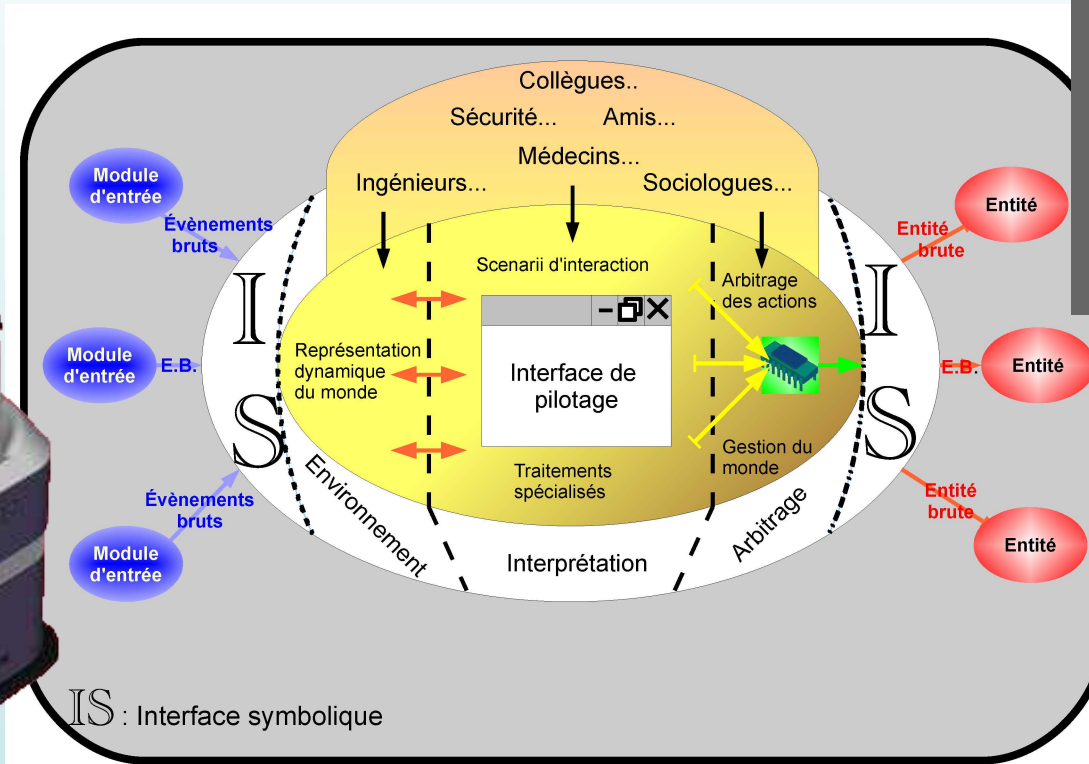 Collègues..
Sécurité... Amis...
Médecins...
Ingénieurs... Sociologues...
Module
d'entrée
Évènements
bruts
I
S
Module
d'entrée
E.B.
Évènements
bruts
Module
d'entrée
Scenarii d'interaction
Représentation
dynamique
du monde
Interface de
pilotage
Traitements
spécialisés
Arbitrage
des actions
Gestion du
monde
Environnement
Interprétation
Arbitrage
I
S
Entité
brute
Entité
E.B.
Entité
Entité
brute
Entité
IS : Interface symbolique